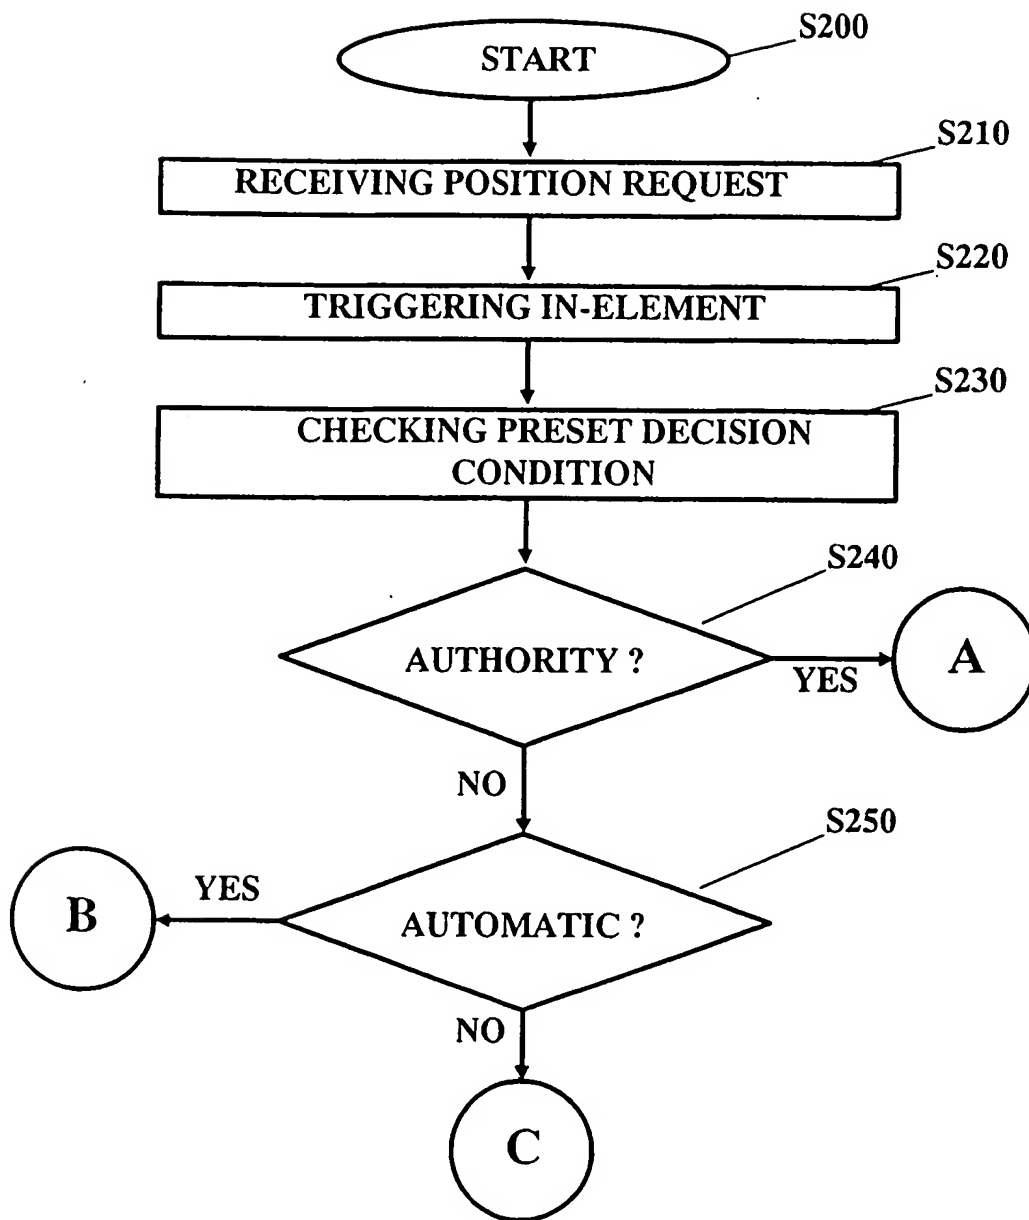 S200
START
S210
RECEIVING POSITION REQUEST
S220
TRIGGERING IN-ELEMENT
S230
CHECKING PRESET DECISION
CONDITION
S240
AUTHORITY ?
YES
A
NO
S250
B
YES
AUTOMATIC ?
NO
C